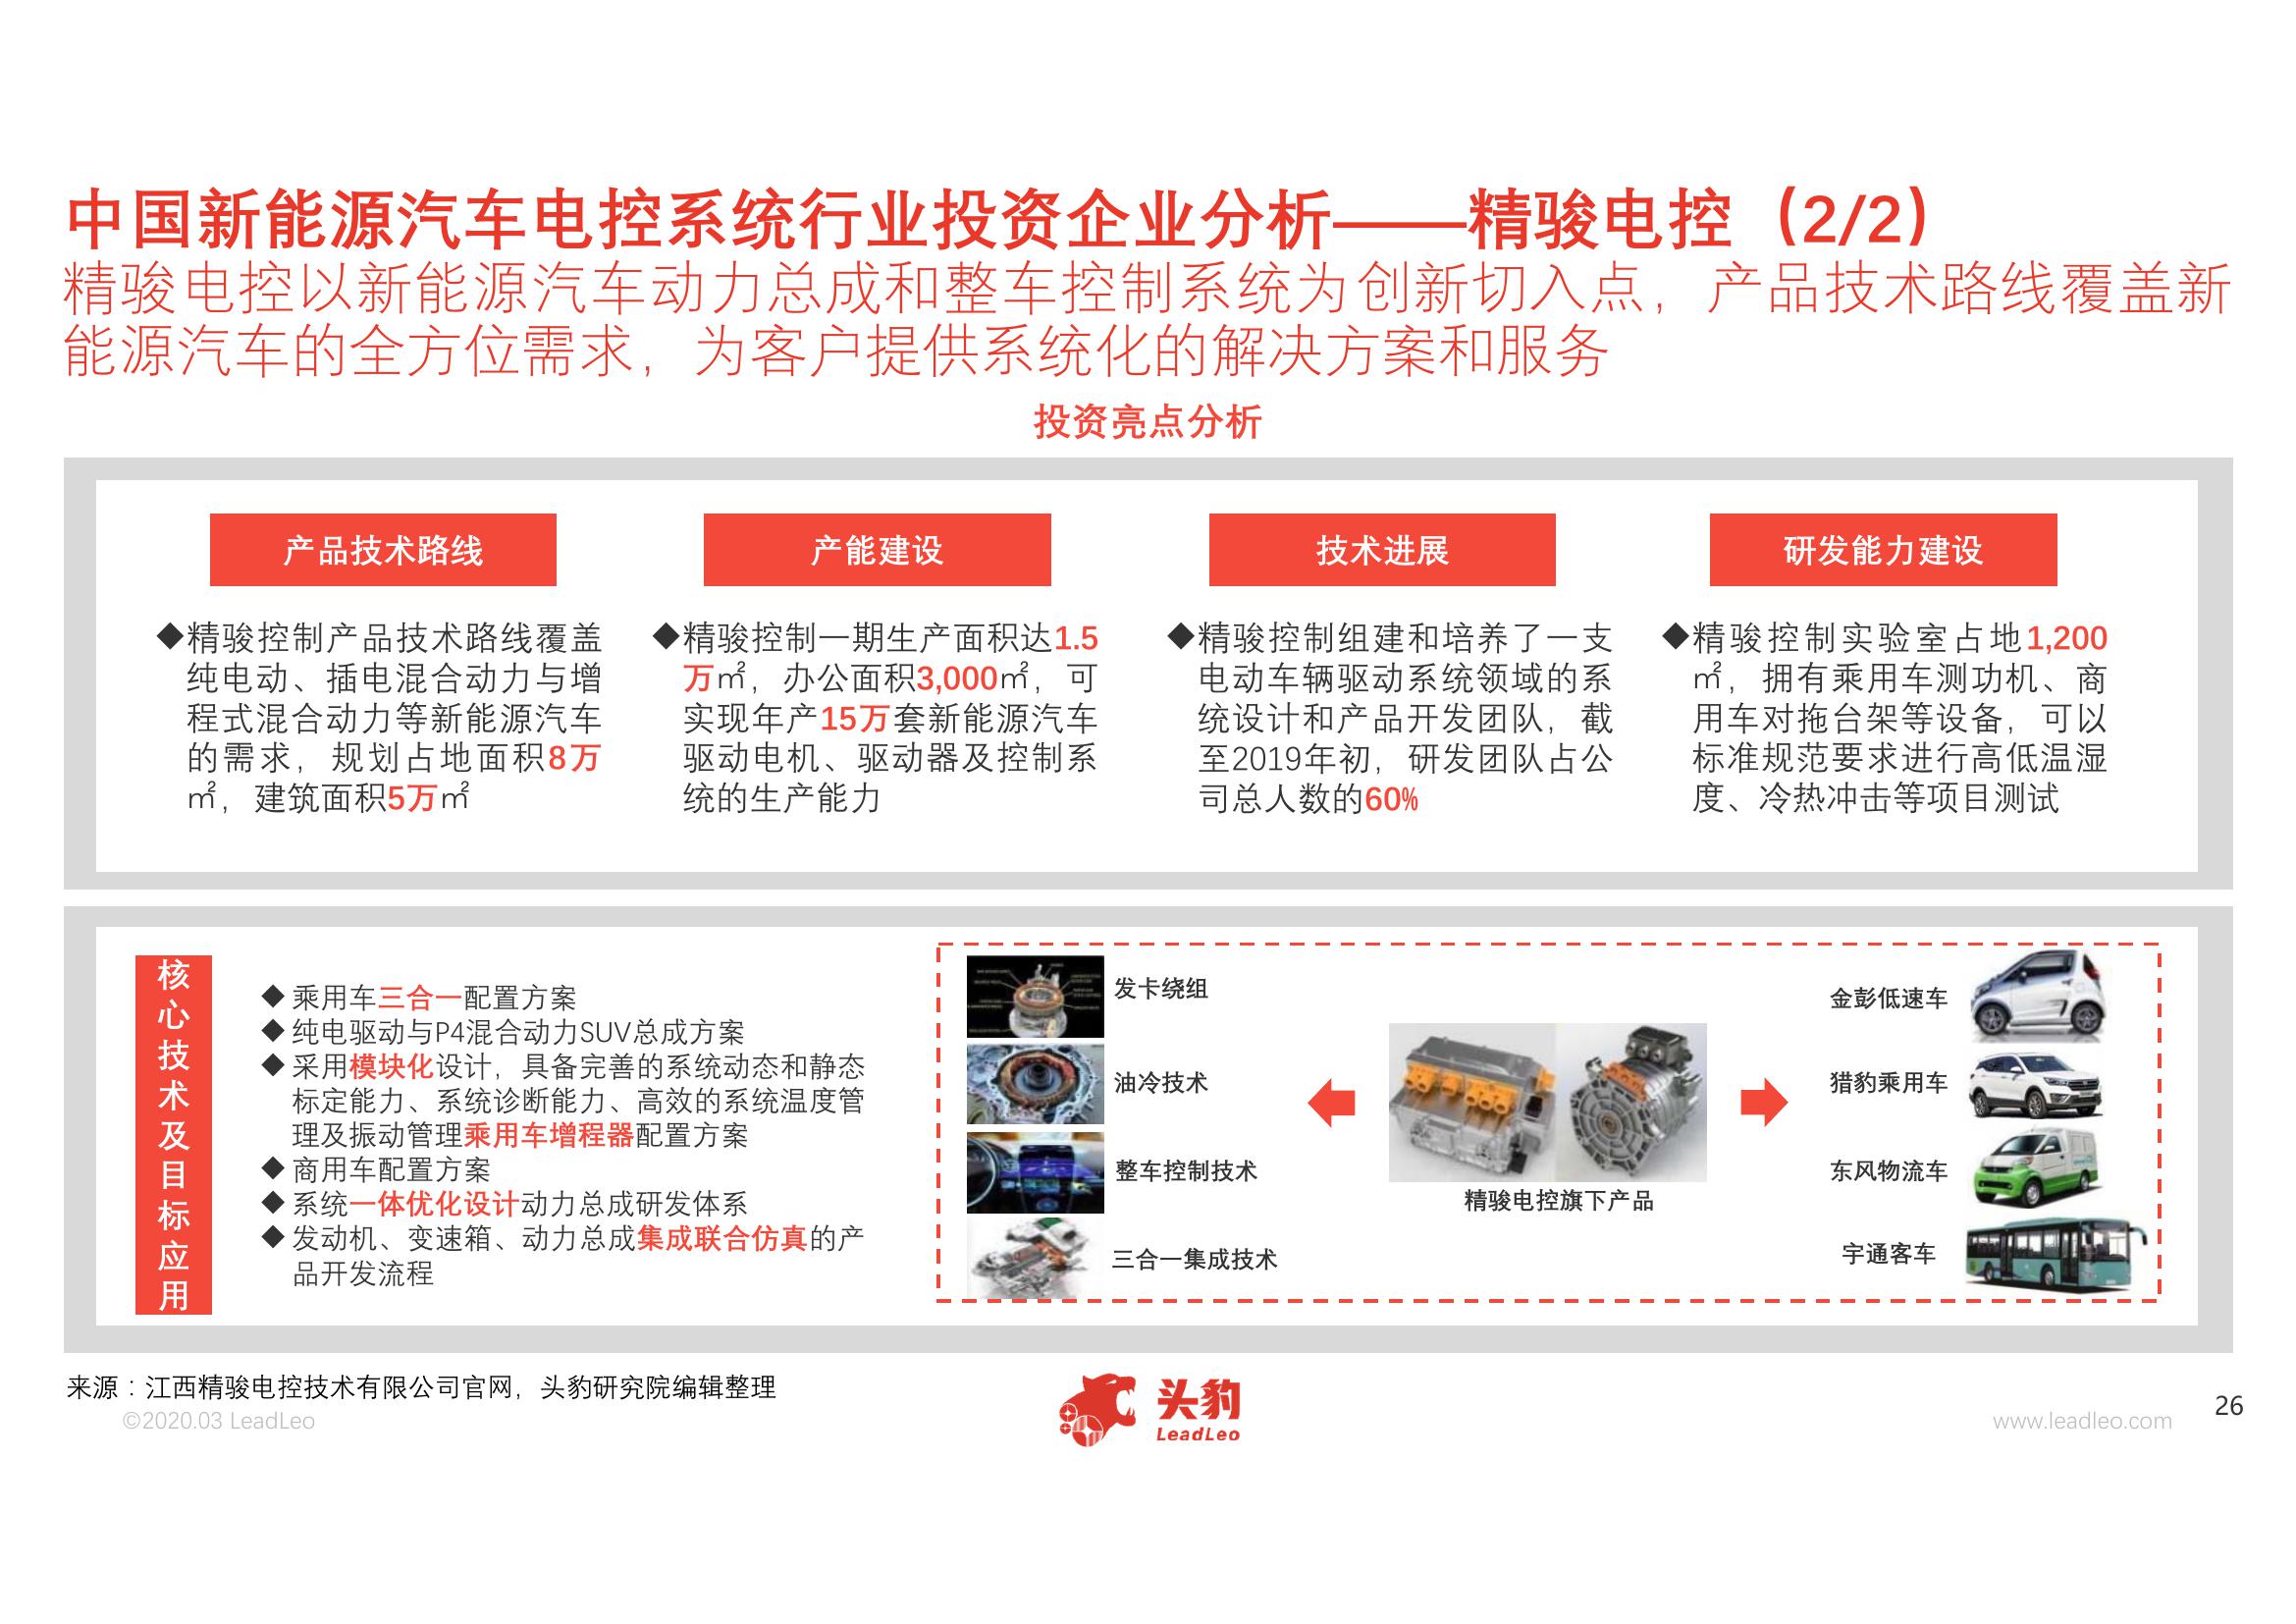 中国新能源汽车电控系统行业投资企业分析——精骏电控（2/2）
精骏电控以新能源汽车动力总成和整车控制系统为创新切入点，产品技术路线覆盖新
能源汽车的全方位需求，为客户提供系统化的解决方案和服务
投资亮点分析
产品技术路线
◆精骏控制产品技术路线覆盖
纯电动、插电混合动力与增
程式混合动力等新能源汽车
的需求，规划占地面积8万
㎡，建筑面积5万㎡
产能建设
◆精骏控制一期生产面积达1.5
万㎡，办公面积3,000㎡，可
实现年产15万套新能源汽车
驱动电机、驱动器及控制系
统的生产能力
技术进展
◆精骏控制组建和培养了一支
电动车辆驱动系统领域的系
统设计和产品开发团队，截
至2019年初，研发团队占公
司总人数的60%
研发能力建设
◆精骏控制实验室占地1,200
㎡，拥有乘用车测功机、商
用车对拖台架等设备，可以
标准规范要求进行高低温湿
度、冷热冲击等项目测试
核心技术及目标应用
◆乘用车三合一配置方案
◆纯电驱动与P4混合动力SUV总成方案
◆采用模块化设计，具备完善的系统动态和静态
标定能力、系统诊断能力、高效的系统温度管
理及振动管理乘用车增程器配置方案
◆商用车配置方案
◆系统一体优化设计动力总成研发体系
◆发动机、变速箱、动力总成集成联合仿真的产
品开发流程
发卡绕组
油冷技术
整车控制技术
三合一集成技术
精骏电控旗下产品
金彭低速车
猎豹乘用车
东风物流车
宇通客车
来源：江西精骏电控技术有限公司官网，头豹研究院编辑整理
©2020.03 LeadLeo
头豹
LeadLeo
www.leadleo.com
26